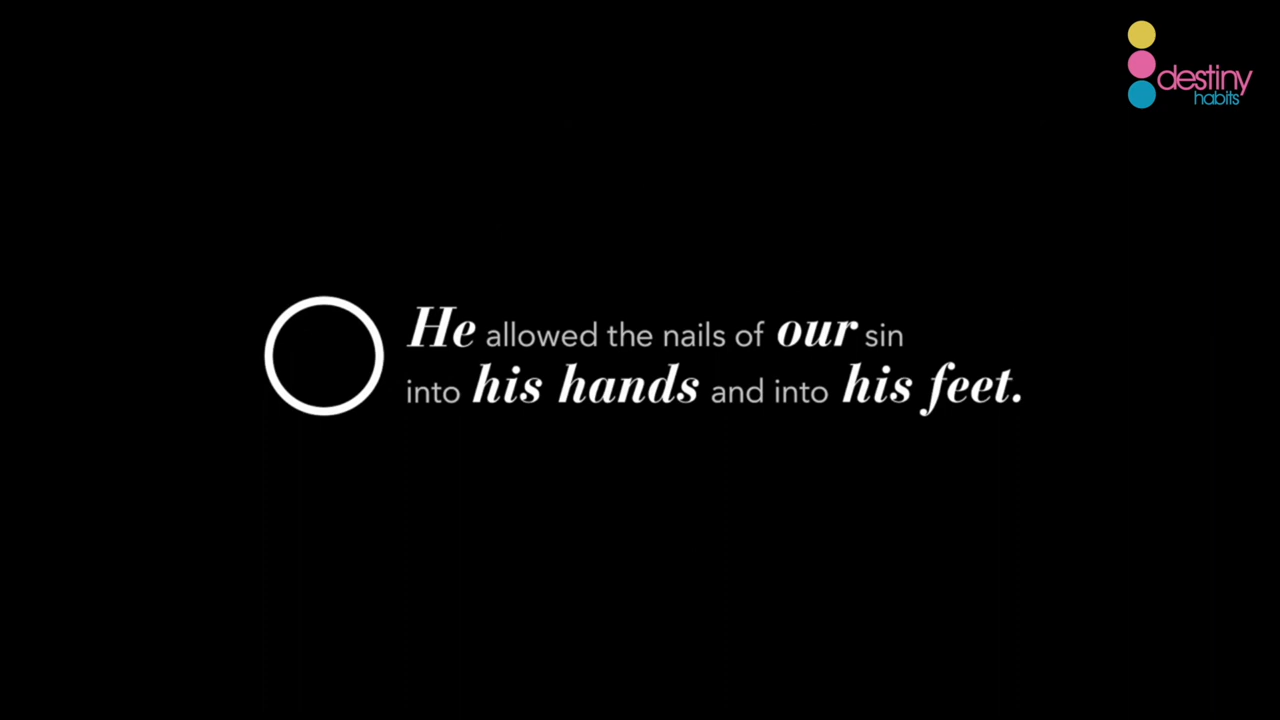 destiny
habits
He allowed the nails of our sin
into his hands and into his feet.